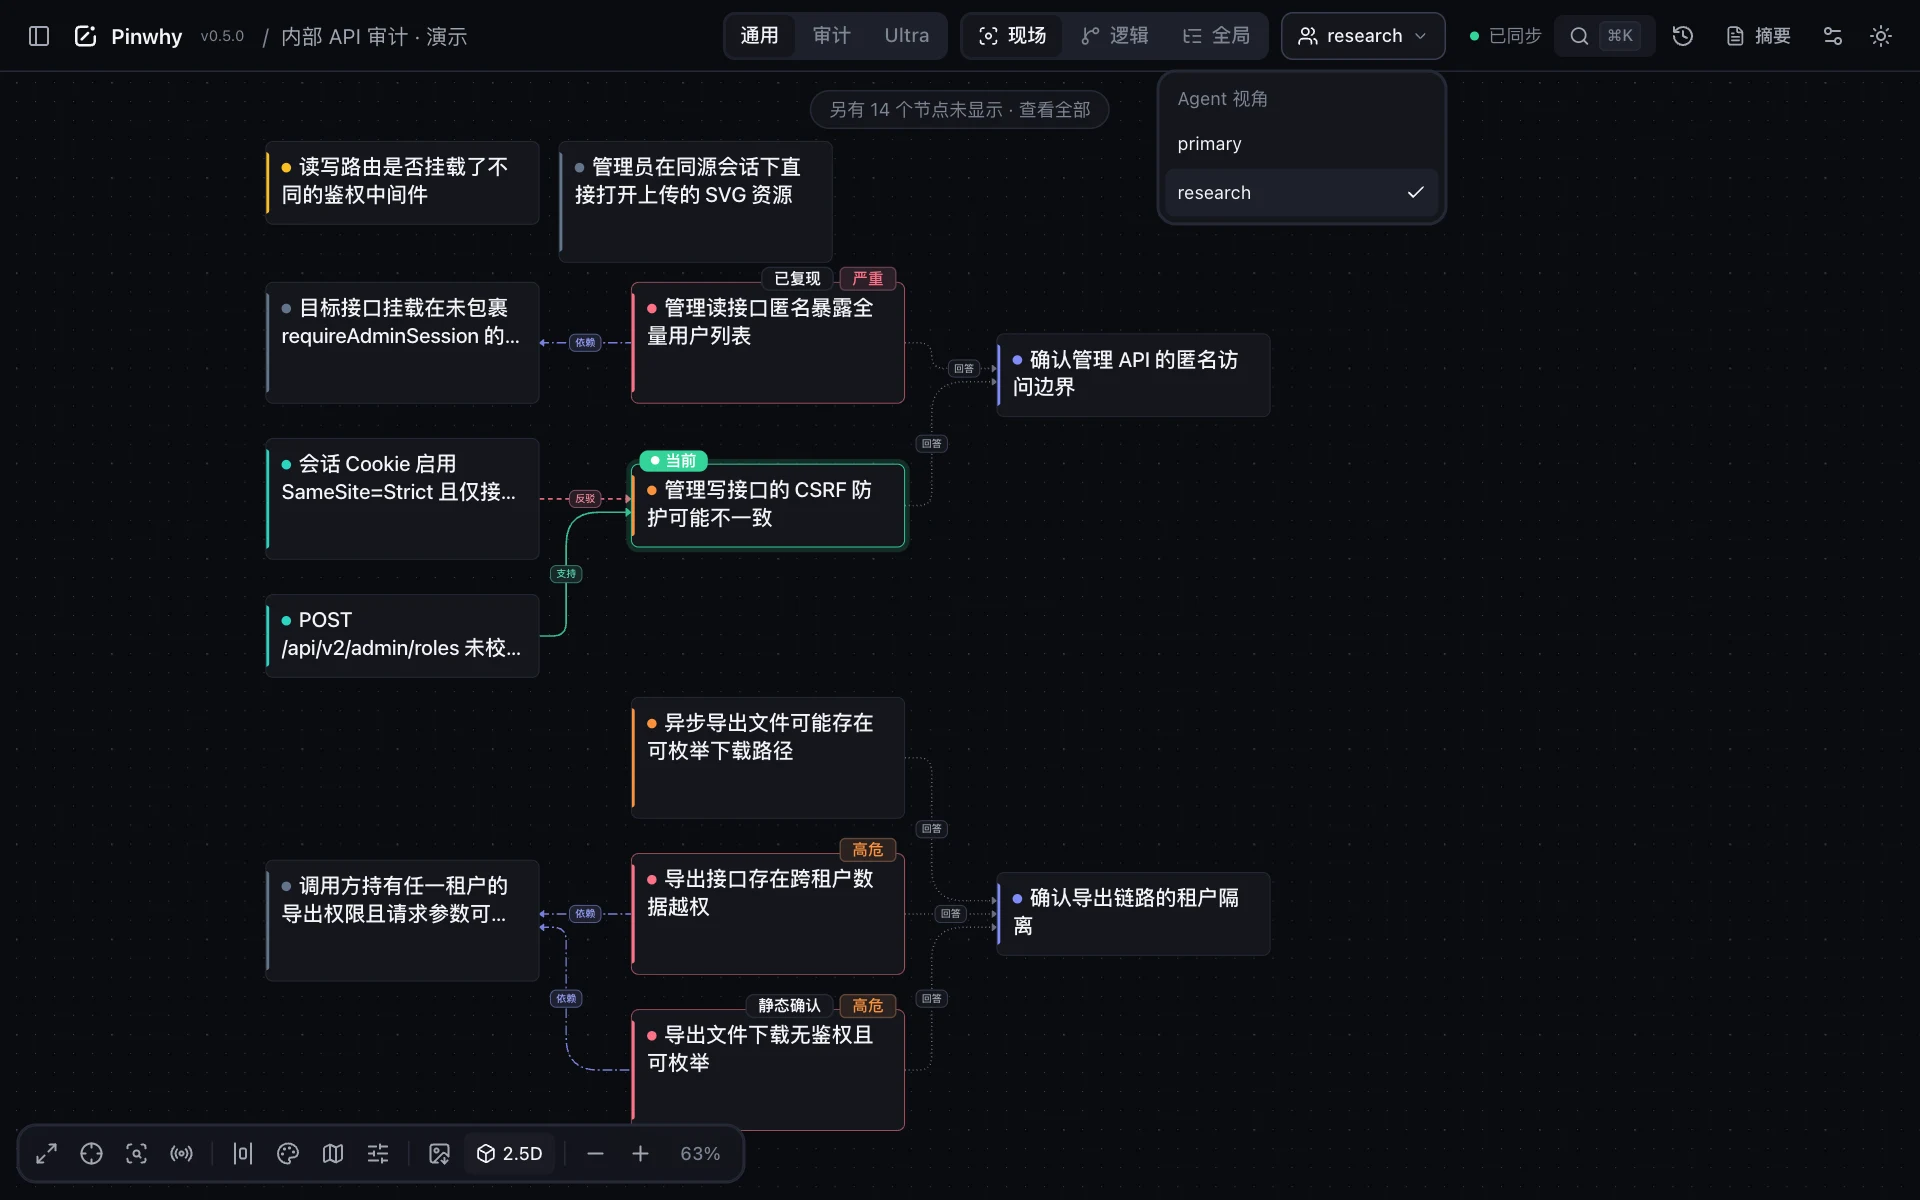 Pinwhy v0.5.0 / 内部 API 审计 · 演示
通用 审计 Ultra
现场 逻辑 全局
research
已同步
⌘K
摘要
另有 14 个节点未显示 · 查看全部
Agent 视角
primary
research
读写路由是否挂载了不
同的鉴权中间件
管理员在同源会话下直
接打开上传的 SVG 资源
目标接口挂载在未包裹
requireAdminSession 的...
依赖
已复现 严重
管理读接口匿名暴露全
量用户列表
回答
确认管理 API 的匿名访
问边界
回答
会话 Cookie 启用
SameSite=Strict 且仅接...
反驳
当前
管理写接口的 CSRF 防
护可能不一致
支持
POST
/api/v2/admin/roles 未校...
异步导出文件可能存在
可枚举下载路径
回答
调用方持有任一租户的
导出权限且请求参数可...
依赖
高危
导出接口存在跨租户数
据越权
回答
确认导出链路的租户隔
离
依赖
静态确认 高危
导出文件下载无鉴权且
可枚举
回答
2.5D
63%